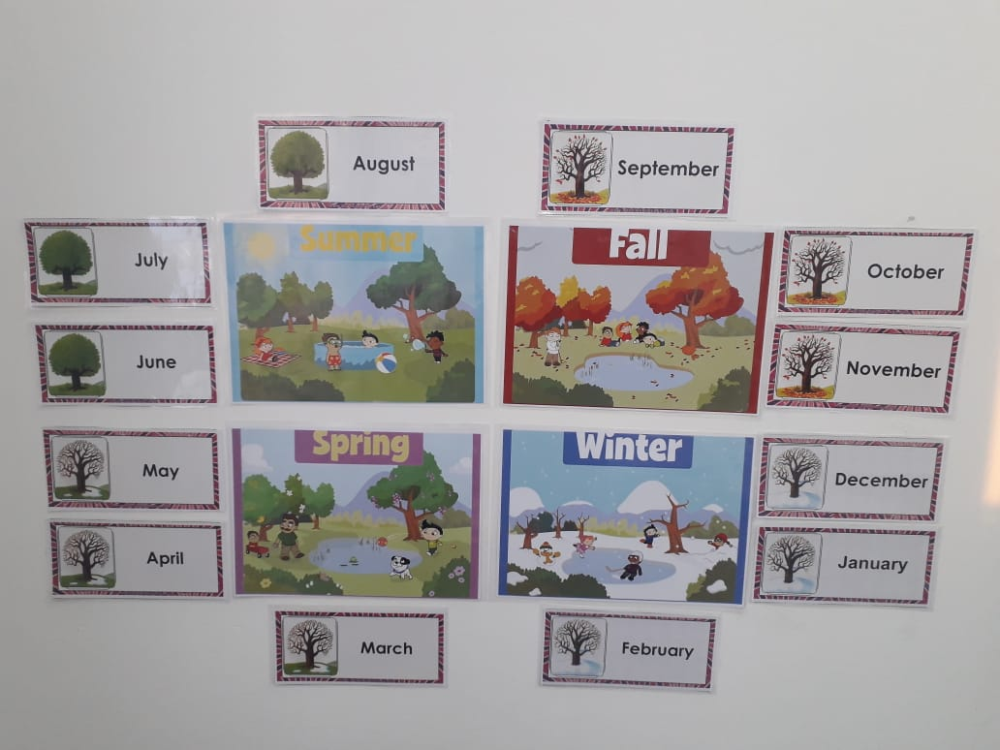 August
September
July
Summer
Fall
October
June
November
May
Spring
Winter
December
April
January
March
February